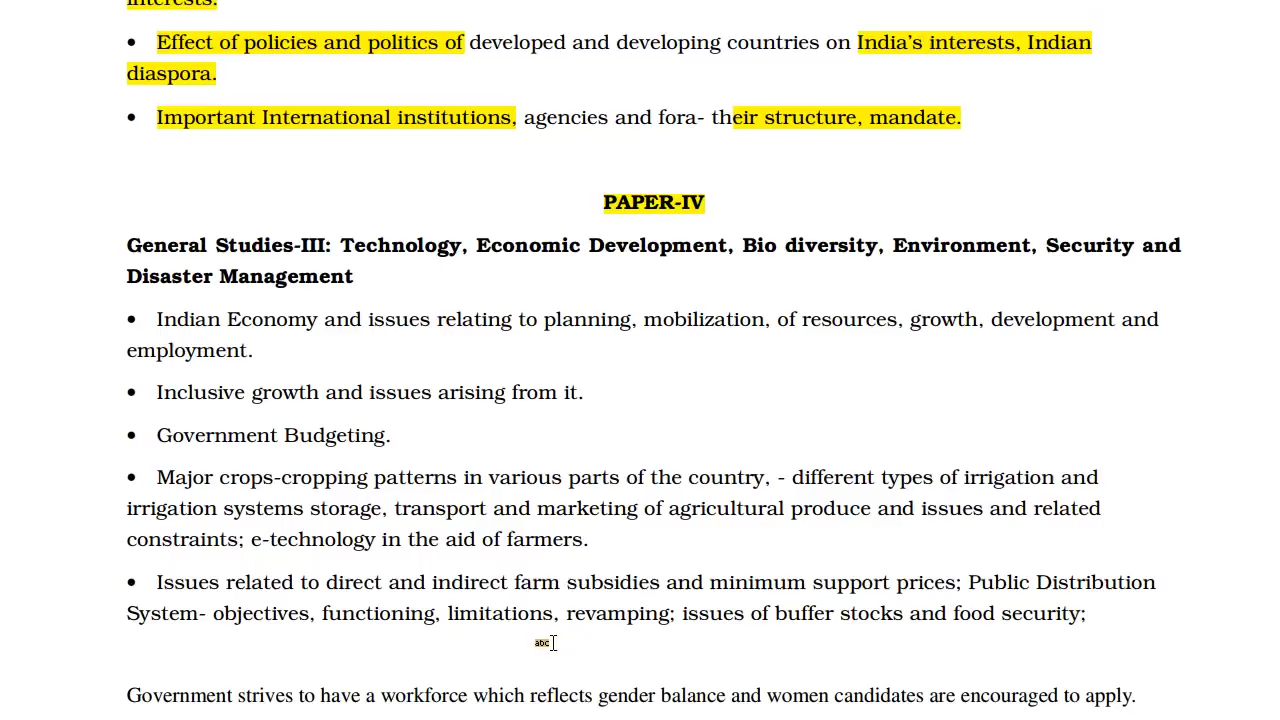 interests.
• Effect of policies and politics of developed and developing countries on India’s interests, Indian
diaspora.
• Important International institutions, agencies and fora- their structure, mandate.
PAPER-IV
General Studies-III: Technology, Economic Development, Bio diversity, Environment, Security and
Disaster Management
• Indian Economy and issues relating to planning, mobilization, of resources, growth, development and
employment.
• Inclusive growth and issues arising from it.
• Government Budgeting.
• Major crops-cropping patterns in various parts of the country, - different types of irrigation and
irrigation systems storage, transport and marketing of agricultural produce and issues and related
constraints; e-technology in the aid of farmers.
• Issues related to direct and indirect farm subsidies and minimum support prices; Public Distribution
System- objectives, functioning, limitations, revamping; issues of buffer stocks and food security;
abc
Government strives to have a workforce which reflects gender balance and women candidates are encouraged to apply.